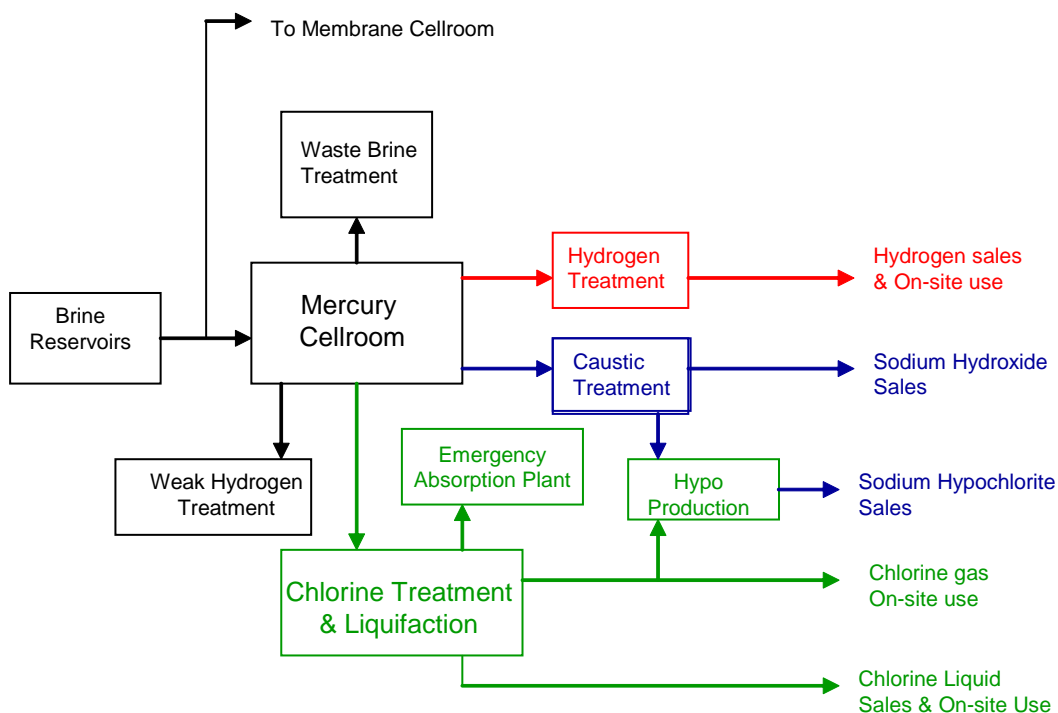 To Membrane Cellroom
Waste Brine
Treatment
Hydrogen
Treatment
Hydrogen sales
& On-site use
Brine
Reservoirs
Mercury
Cellroom
Caustic
Treatment
Sodium Hydroxide
Sales
Weak Hydrogen
Treatment
Emergency
Absorption Plant
Hypo
Production
Sodium Hypochlorite
Sales
Chlorine Treatment
& Liquifaction
Chlorine gas
On-site use
Chlorine Liquid
Sales & On-site Use